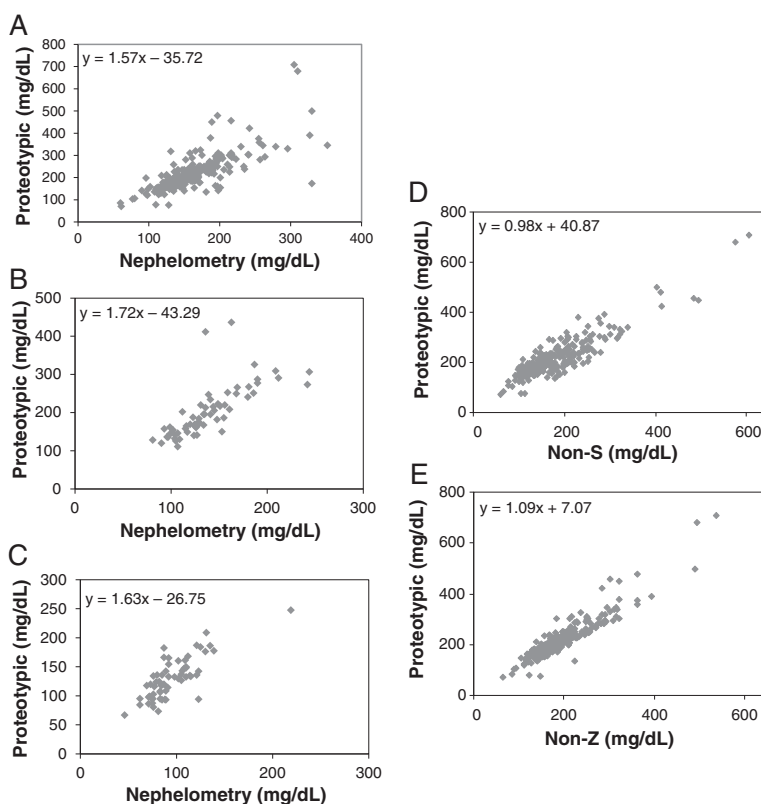 A
Proteotypic (mg/dL)
800
700
600
500
400
300
200
100
0
y = 1.57x – 35.72
0 100 200 300 400
Nephelometry (mg/dL)
B
Proteotypic (mg/dL)
500
400
300
200
100
0
y = 1.72x – 43.29
0 100 200 300
Nephelometry (mg/dL)
C
Proteotypic (mg/dL)
300
250
200
150
100
50
0
y = 1.63x – 26.75
0 100 200 300
Nephelometry (mg/dL)
D
Proteotypic (mg/dL)
800
600
400
200
0
y = 0.98x + 40.87
0 200 400 600
Non-S (mg/dL)
E
Proteotypic (mg/dL)
800
600
400
200
0
y = 1.09x + 7.07
0 200 400 600
Non-Z (mg/dL)